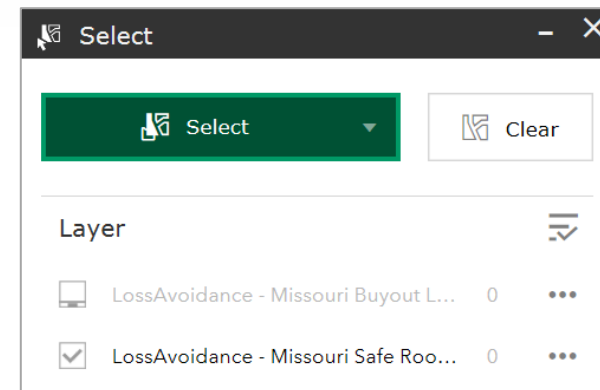 Select
Select
Clear
Layer
LossAvoidance - Missouri Buyout L... 0
LossAvoidance - Missouri Safe Roo... 0